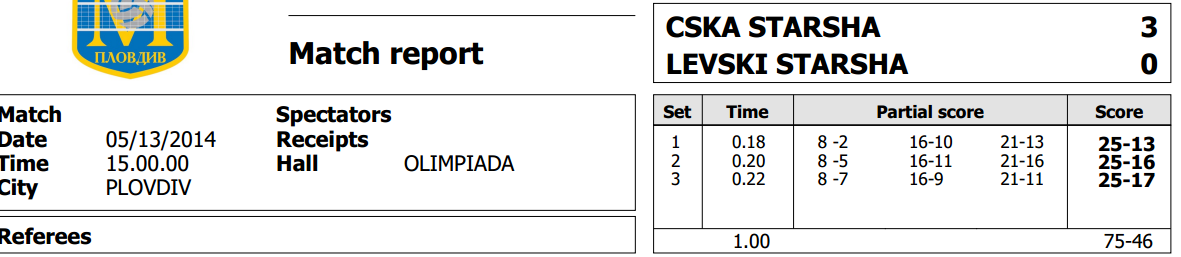 М
ПЛОВДИВ
Match report
CSKA STARSHA 3
LEVSKI STARSHA 0
Match Spectators
Date 05/13/2014 Receipts
Time 15.00.00 Hall OLIMPIADA
City PLOVDIV
Referees
Set Time Partial score Score
1 0.18 8 -2 16-10 21-13 25-13
2 0.20 8 -5 16-11 21-16 25-16
3 0.22 8 -7 16-9 21-11 25-17
1.00 75-46